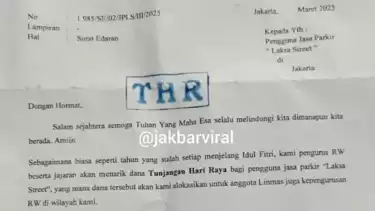 Jakarta, Maret 2025
No : 1.985/SU/02/JPLS/III/2025
Lampiran : -
Hal : Surat Edaran
Kepada Yth :
Pengguna Jasa Parkir
" Laksa Street "
di
Jakarta
THR
Dengan Hormat,
Salam sejahtera semoga Tuhan Yang Maha Esa selalu melindungi kita dimanapun kita
berada. Amiin
@jakbarviral
Sebagaimana biasa seperti tahun yang sudah setiap menjelang Idul Fitri, kami pengurus RW
beserta jajaran akan menarik dana Tunjangan Hari Raya bagi pengguna jasa parkir "Laksa
Street", yang mana dana tersebut akan kami alokasikan untuk anggota Linmas juga kepengurusan
RW di wilayah kami.